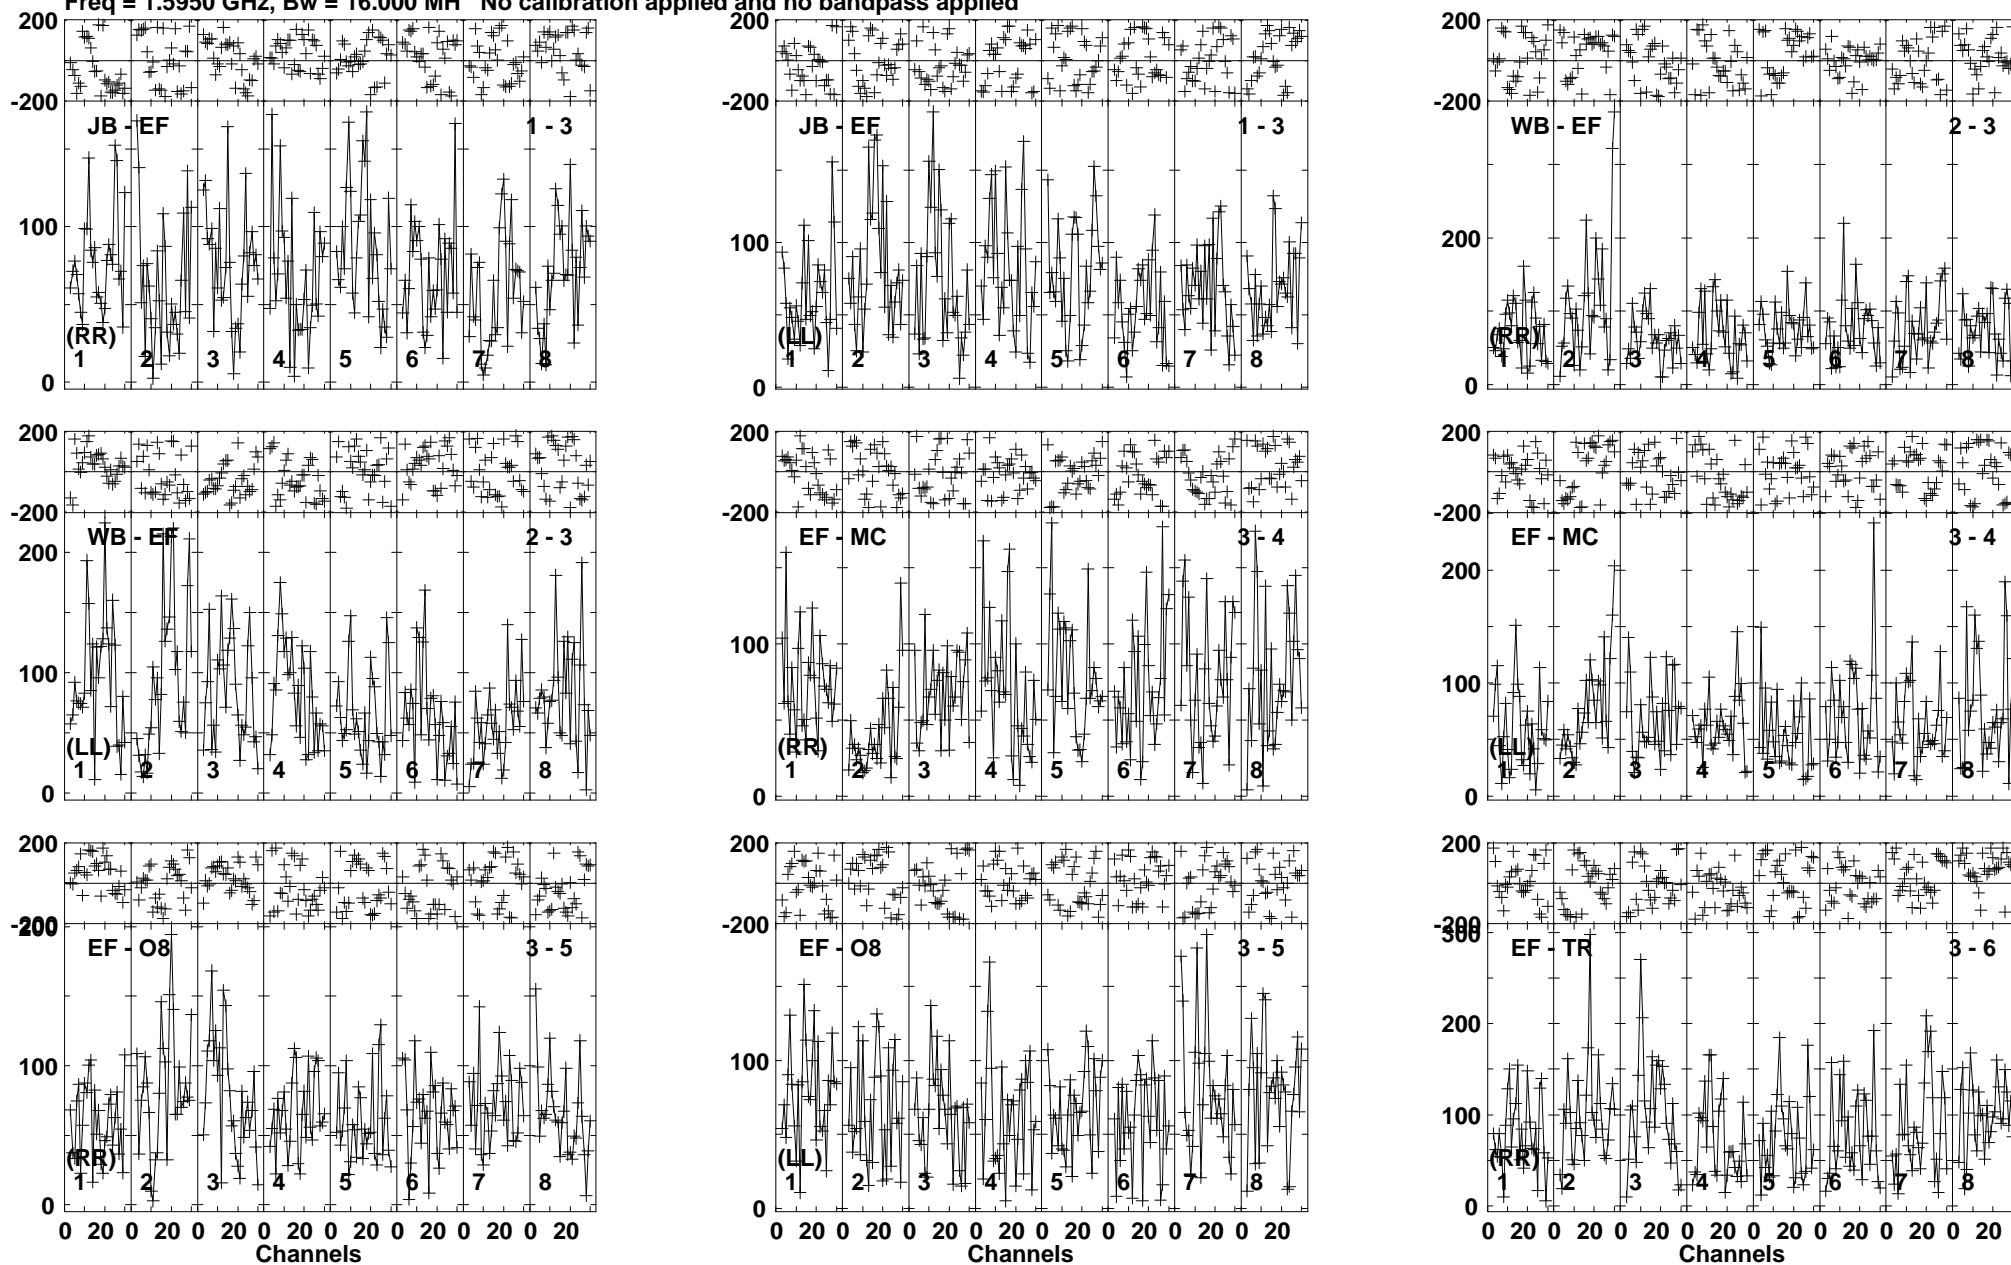 Freq = 1.5950 GHz, Bw = 16.000 MH No calibration applied and no bandpass applied
200 200 200
-200 -200 -200
JB - EF 1 - 3 JB - EF 1 - 3 WB - EF 2 - 3
100 100 200
(RR) (LL) (RR)
1 2 3 4 5 6 7 8 1 2 3 4 5 6 7 8 1 2 3 4 5 6 7 8
0 0 0
200 200 200
-200 -200 -200
WB - EF 2 - 3 EF - MC 3 - 4 EF - MC 3 - 4
200 200
100 100 100
(LL) (RR) (LL)
1 2 3 4 5 6 7 8 1 2 3 4 5 6 7 8 1 2 3 4 5 6 7 8
0 0 0
200 200 200
-200 -200 -200
200 300
EF - O8 3 - 5 EF - O8 3 - 5 EF - TR 3 - 6
200
100 100 100
(RR) (LL) (RR)
1 2 3 4 5 6 7 8 1 2 3 4 5 6 7 8 1 2 3 4 5 6 7 8
0 0 0
0 20 0 20 0 20 0 20 0 20 0 20 0 20 0 20 0 20 0 20 0 20 0 20 0 20 0 20 0 20 0 20 0 20 0 20 0 20 0 20 0 20 0 20 0 20 0 20
Channels Channels Channels